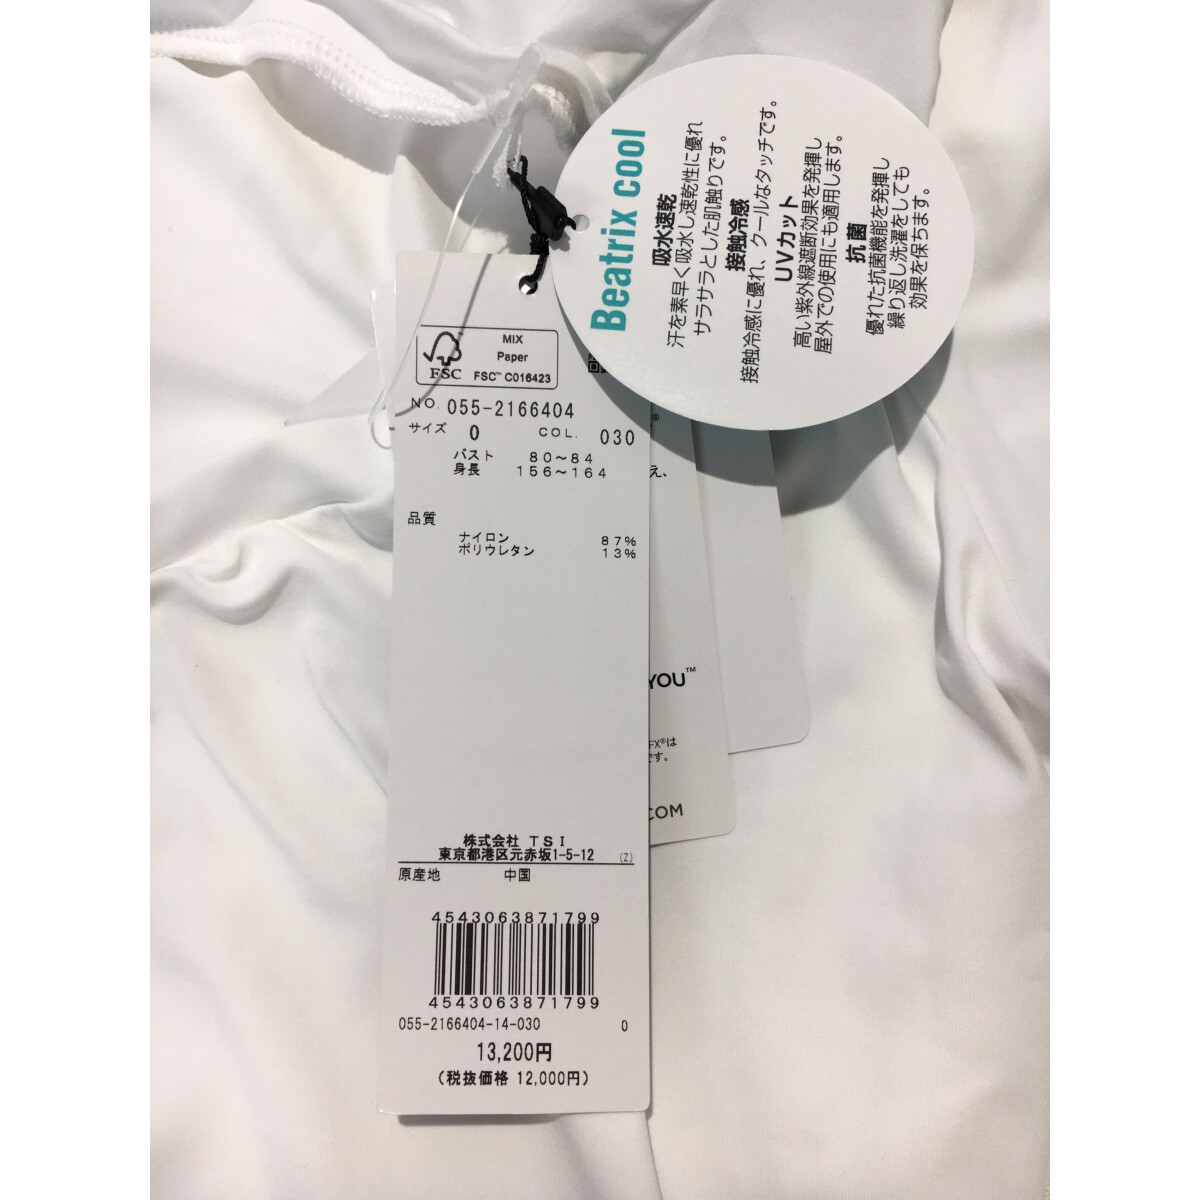 Beatrix cool
吸水速乾
汗を素早く吸水し速乾性に優れ
サラサラとした肌触りです。
接触冷感
接触冷感に優れ、クールなタッチです。
UVカット
高い紫外線遮断効果を発揮し
屋外での使用にも適用します。
抗菌
優れた抗菌機能を発揮し
繰り返し洗濯をしても
効果を保ちます。
MIX
Paper
FSC
FSC™ C016423
NO. 055-2166404
サイズ 0 COL. 030
バスト 80～84
身長 156～164
品質
ナイロン 87%
ポリウレタン 13%
株式会社 TSI
東京都港区元赤坂1-5-12 (Z)
原産地 中国
4543063871799
4543063871799
055-2166404-14-030 0
13,200円
(税抜価格 12,000円)
え、
YOU™
FX®は
です。
.COM